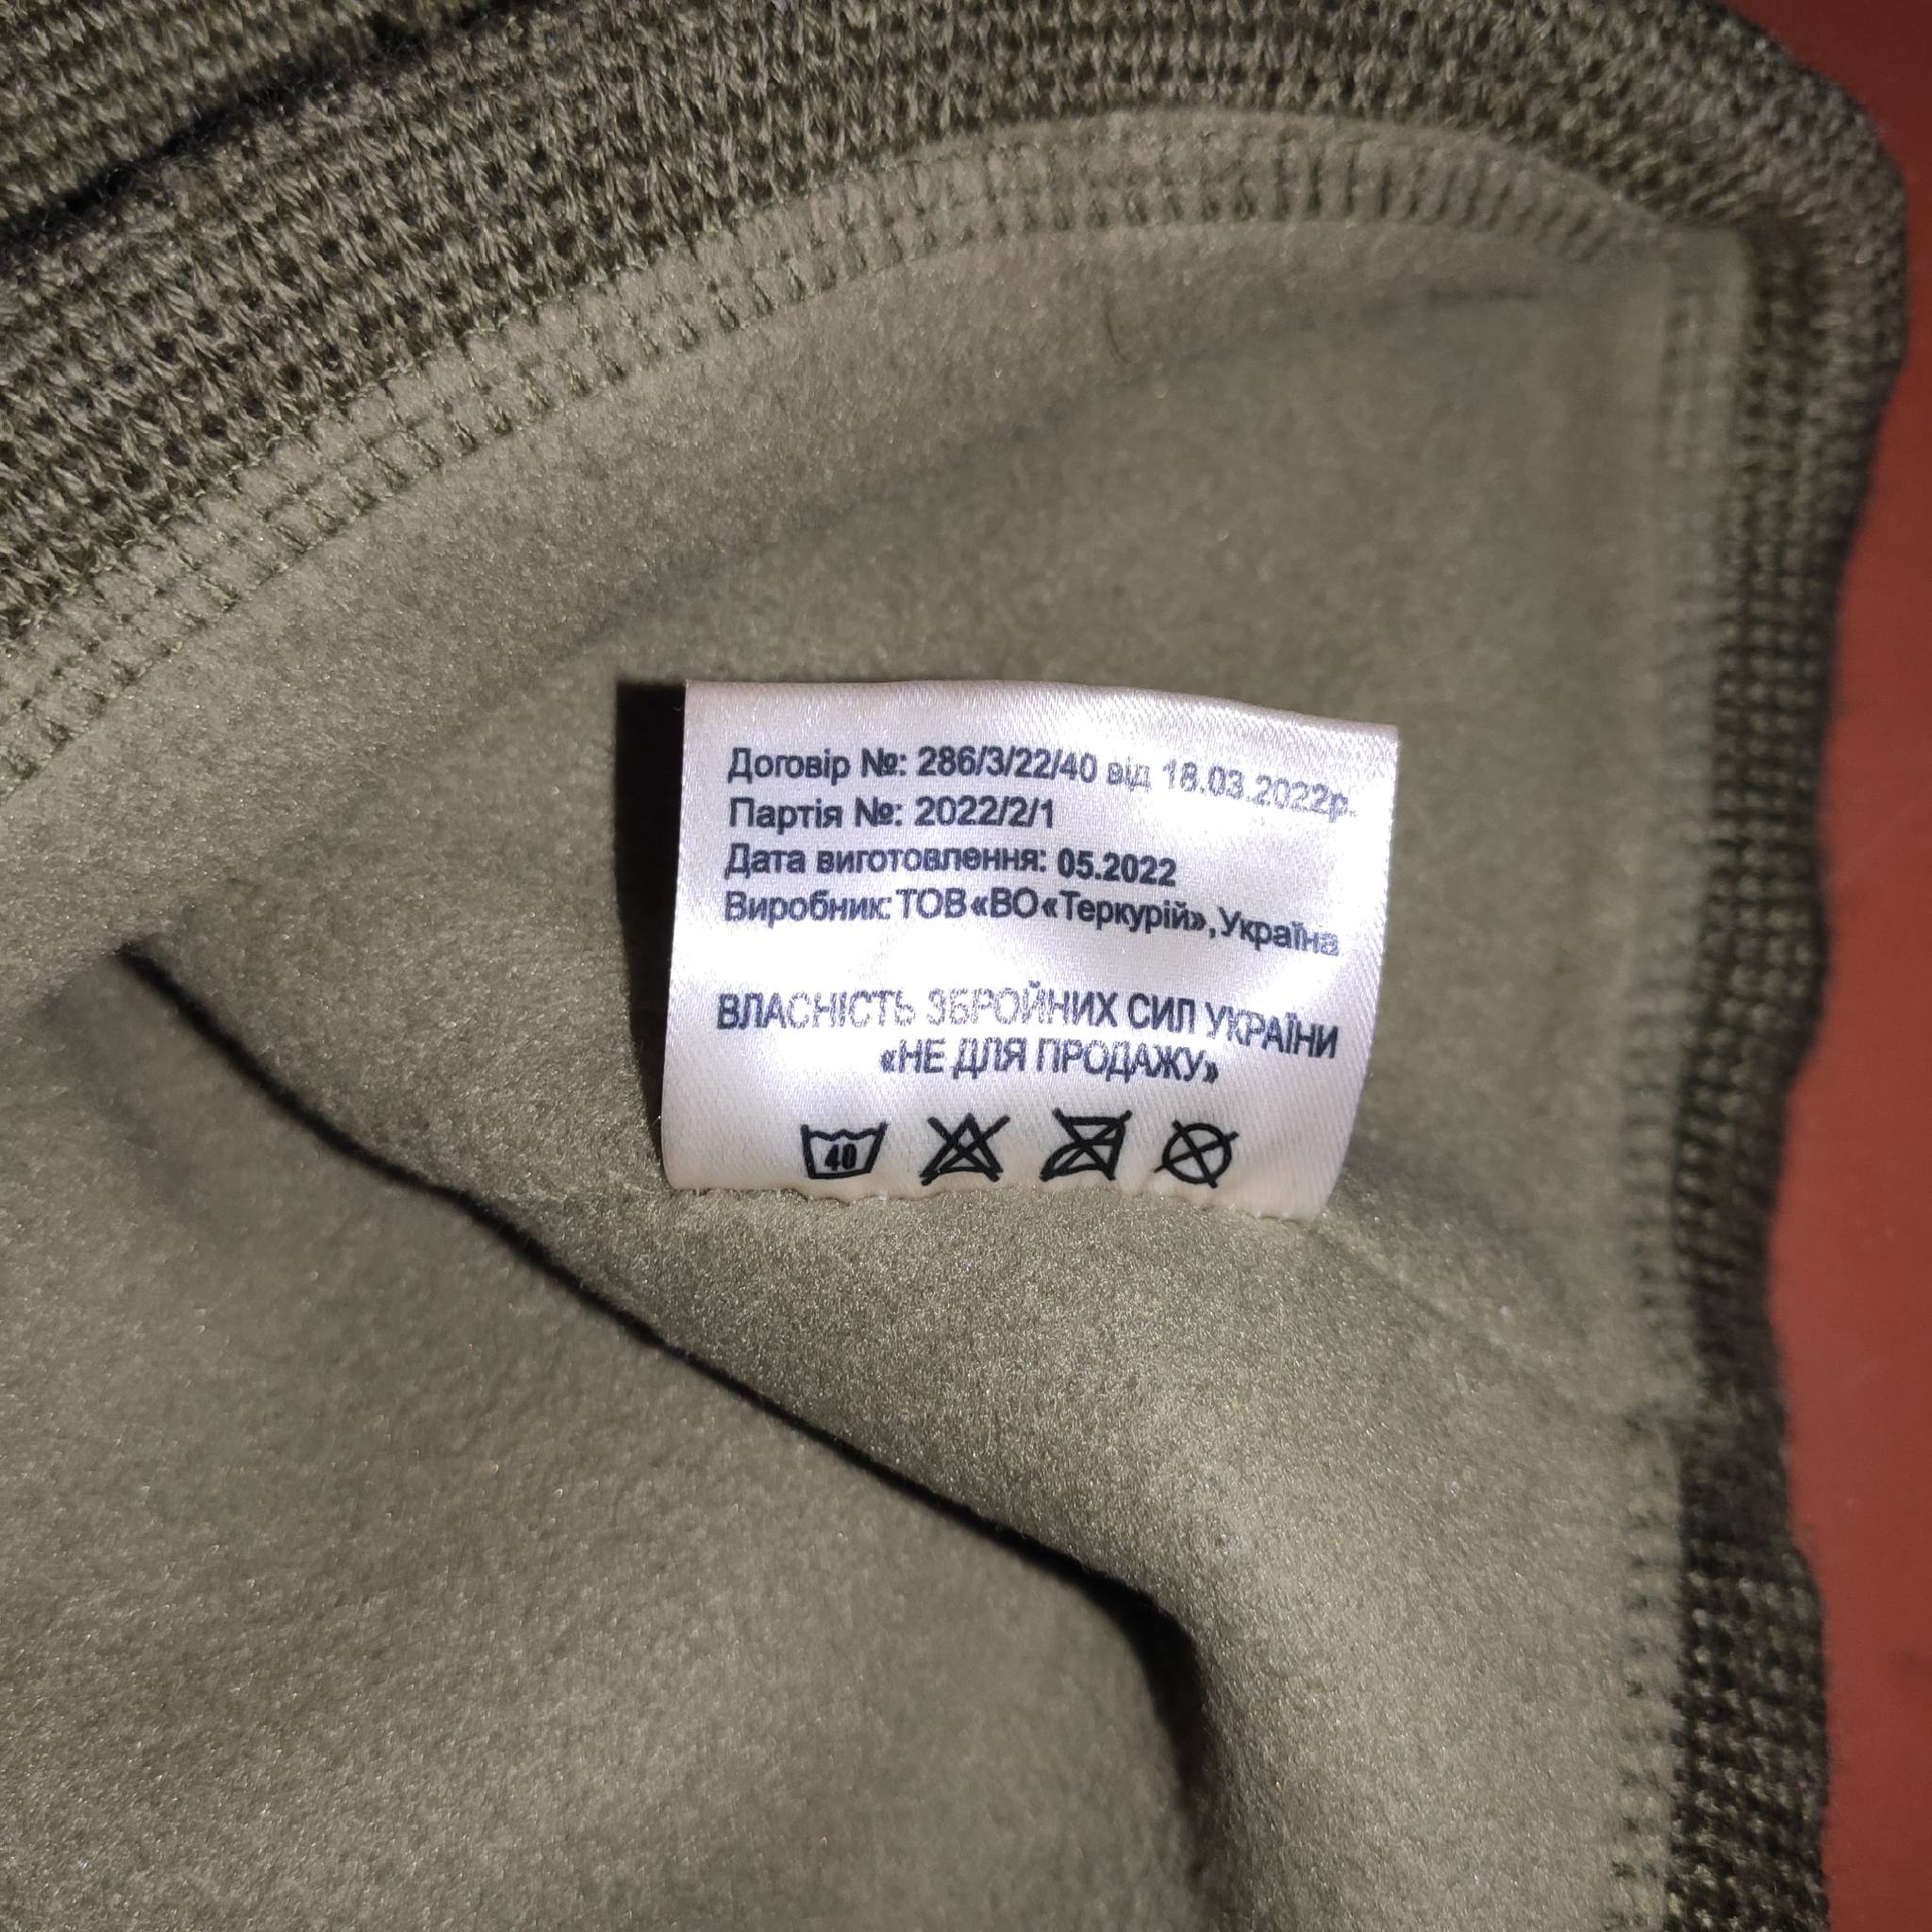 Договір №: 286/3/22/40 від 18.03.2022р.
Партія №: 2022/2/1
Дата виготовлення: 05.2022
Виробник: ТОВ«ВО«Теркурій», Україна
ВЛАСНІСТЬ ЗБРОЙНИХ СИЛ УКРАЇНИ
«НЕ ДЛЯ ПРОДАЖУ»
40